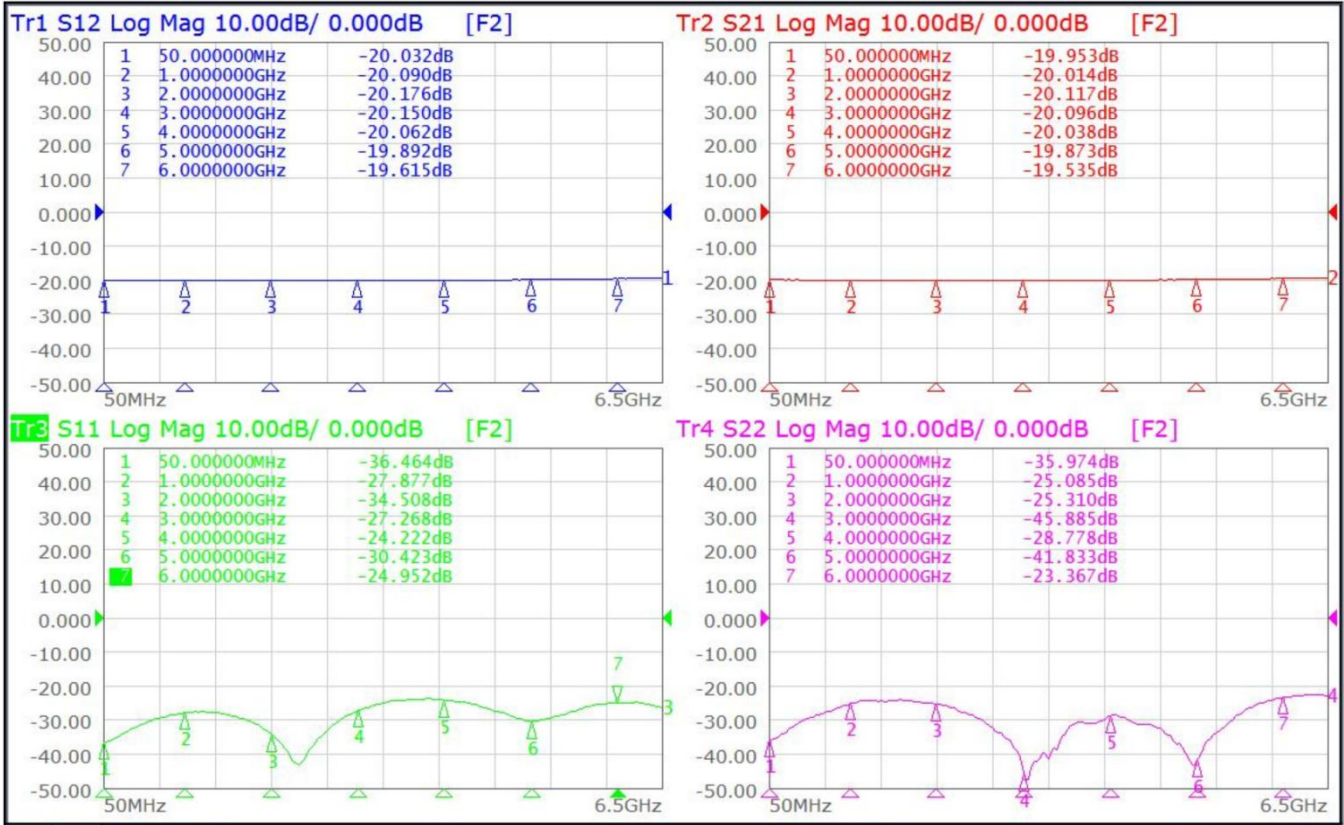 Tr1 S12 Log Mag 10.00dB/ 0.000dB [F2]
50.00
40.00
30.00
20.00
10.00
0.000
-10.00
-20.00
-30.00
-40.00
-50.00
1 50.000000MHz -20.032dB
2 1.0000000GHz -20.090dB
3 2.0000000GHz -20.176dB
4 3.0000000GHz -20.150dB
5 4.0000000GHz -20.062dB
6 5.0000000GHz -19.892dB
7 6.0000000GHz -19.615dB
1
1 2 3 4 5 6 7
50MHz 6.5GHz
Tr2 S21 Log Mag 10.00dB/ 0.000dB [F2]
50.00
40.00
30.00
20.00
10.00
0.000
-10.00
-20.00
-30.00
-40.00
-50.00
1 50.000000MHz -19.953dB
2 1.0000000GHz -20.014dB
3 2.0000000GHz -20.117dB
4 3.0000000GHz -20.096dB
5 4.0000000GHz -20.038dB
6 5.0000000GHz -19.873dB
7 6.0000000GHz -19.535dB
2
1 2 3 4 5 6 7
50MHz 6.5GHz
Tr3 S11 Log Mag 10.00dB/ 0.000dB [F2]
50.00
40.00
30.00
20.00
10.00
0.000
-10.00
-20.00
-30.00
-40.00
-50.00
1 50.000000MHz -36.464dB
2 1.0000000GHz -27.877dB
3 2.0000000GHz -34.508dB
4 3.0000000GHz -27.268dB
5 4.0000000GHz -24.222dB
6 5.0000000GHz -30.423dB
7 6.0000000GHz -24.952dB
3
1 2 3 4 5 6 7
50MHz 6.5GHz
Tr4 S22 Log Mag 10.00dB/ 0.000dB [F2]
50.00
40.00
30.00
20.00
10.00
0.000
-10.00
-20.00
-30.00
-40.00
-50.00
1 50.000000MHz -35.974dB
2 1.0000000GHz -25.085dB
3 2.0000000GHz -25.310dB
4 3.0000000GHz -45.885dB
5 4.0000000GHz -28.778dB
6 5.0000000GHz -41.833dB
7 6.0000000GHz -23.367dB
4
1 2 3 4 5 6 7
50MHz 6.5GHz